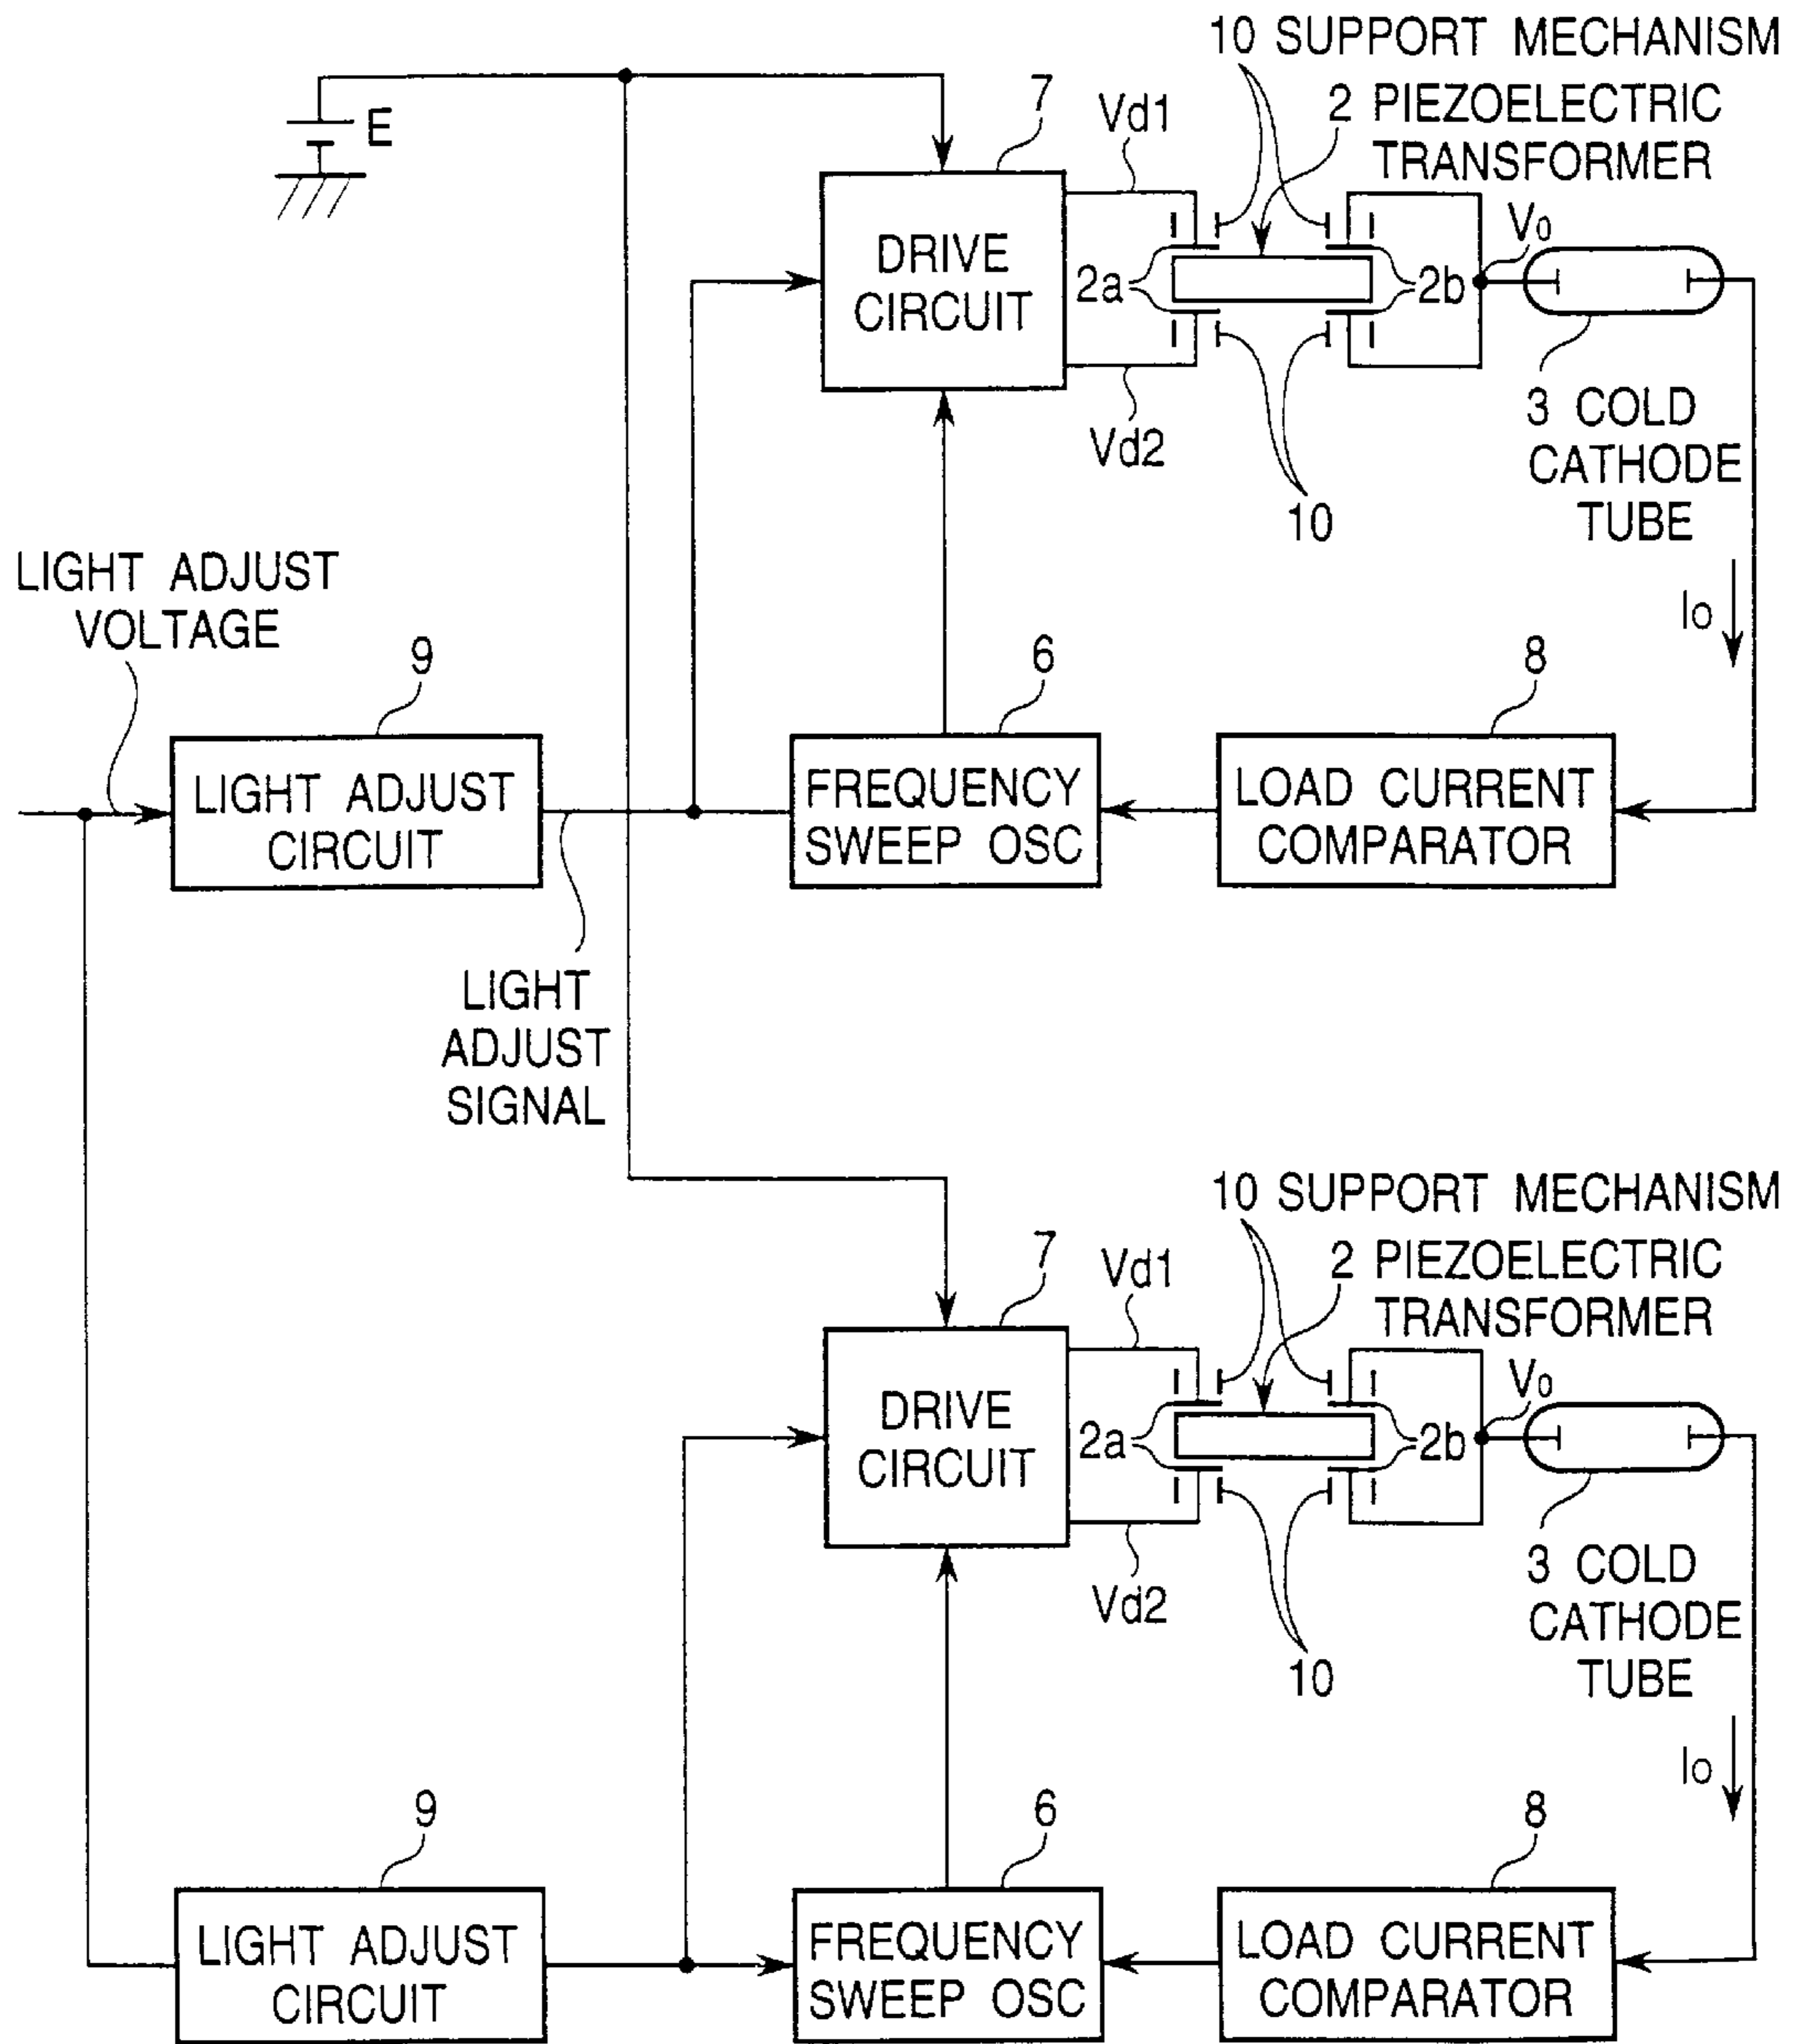 10 SUPPORT MECHANISM
2 PIEZOELECTRIC
TRANSFORMER
E
7
Vd1
DRIVE
CIRCUIT
2a
2b
Vo
Vd2
10
3 COLD
CATHODE
TUBE
Io
LIGHT ADJUST
VOLTAGE
9
LIGHT ADJUST
CIRCUIT
6
FREQUENCY
SWEEP OSC
8
LOAD CURRENT
COMPARATOR
LIGHT
ADJUST
SIGNAL
10 SUPPORT MECHANISM
2 PIEZOELECTRIC
TRANSFORMER
7
Vd1
DRIVE
CIRCUIT
2a
2b
Vo
Vd2
10
3 COLD
CATHODE
TUBE
Io
9
LIGHT ADJUST
CIRCUIT
6
FREQUENCY
SWEEP OSC
8
LOAD CURRENT
COMPARATOR